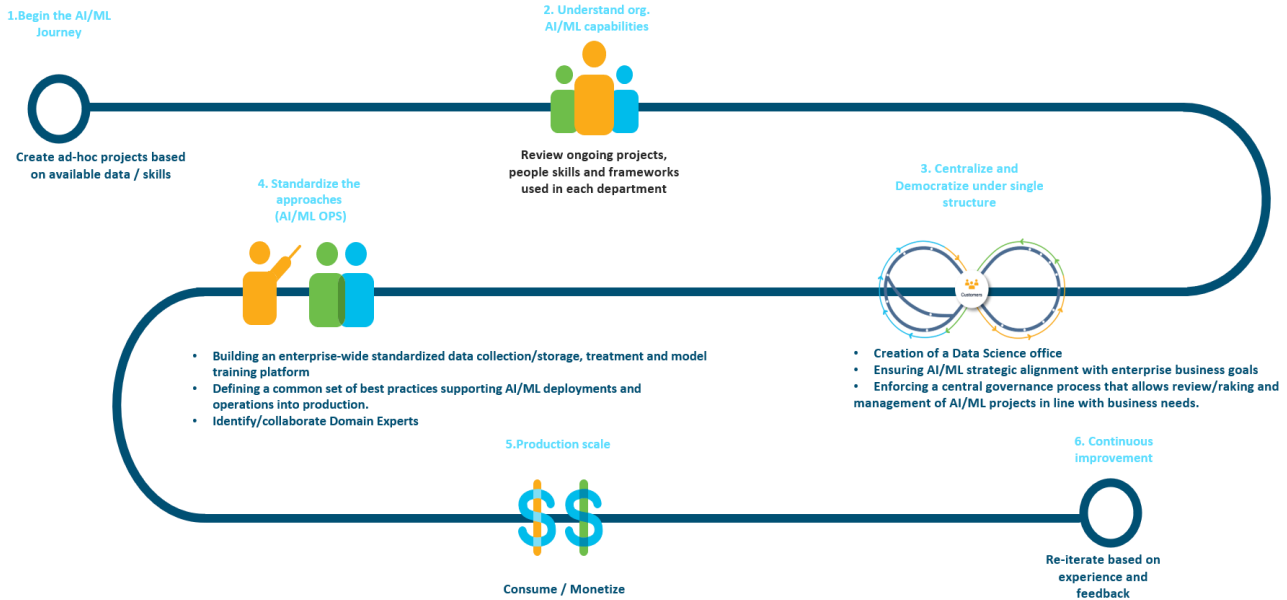 1.Begin the AI/ML
Journey
Create ad-hoc projects based
on available data / skills
2. Understand org.
AI/ML capabilities
Review ongoing projects,
people skills and frameworks
used in each department
3. Centralize and
Democratize under single
structure
Customers
• Creation of a Data Science office
• Ensuring AI/ML strategic alignment with enterprise business goals
• Enforcing a central governance process that allows review/raking and
management of AI/ML projects in line with business needs.
4. Standardize the
approaches
(AI/ML OPS)
• Building an enterprise-wide standardized data collection/storage, treatment and model
training platform
• Defining a common set of best practices supporting AI/ML deployments and
operations into production.
• Identify/collaborate Domain Experts
5.Production scale
$ $
Consume / Monetize
6. Continuous
improvement
Re-iterate based on
experience and
feedback